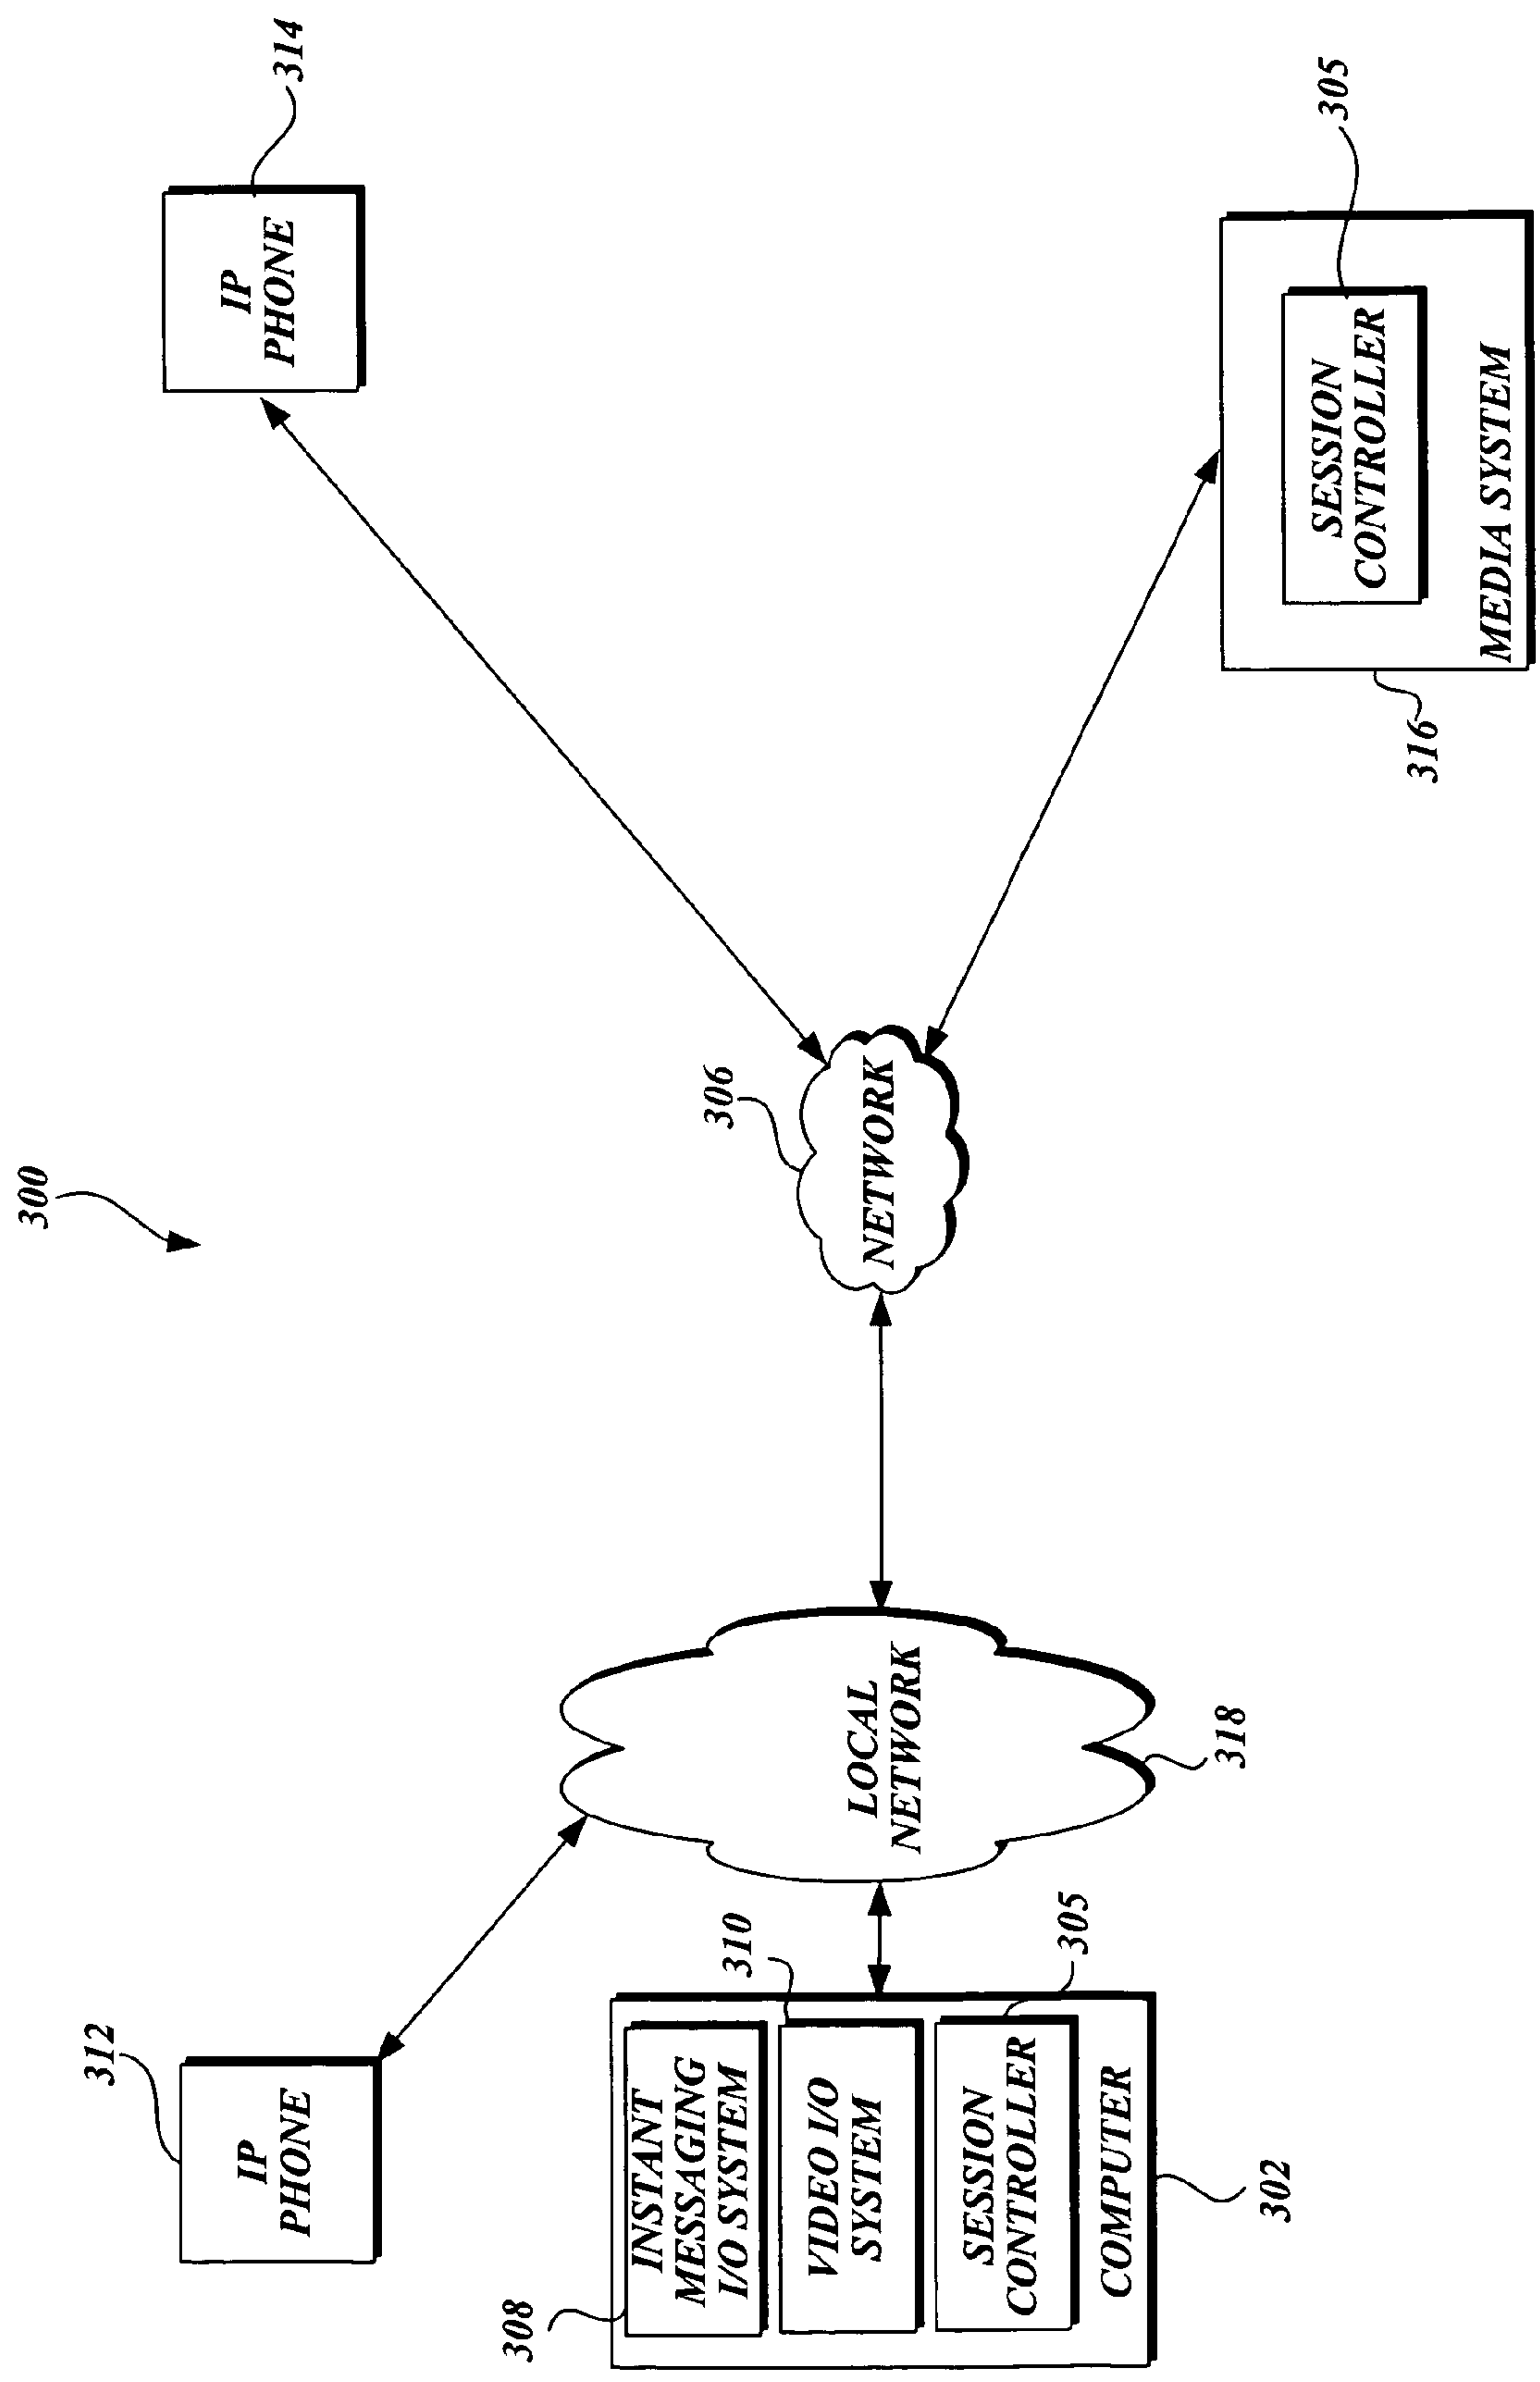 300
312
IP
PHONE
314
IP
PHONE
308
INSTANT
MESSAGING
I/O SYSTEM
310
VIDEO I/O
SYSTEM
305
SESSION
CONTROLLER
COMPUTER
302
LOCAL
NETWORK
318
306
NETWORK
305
SESSION
CONTROLLER
MEDIA SYSTEM
316